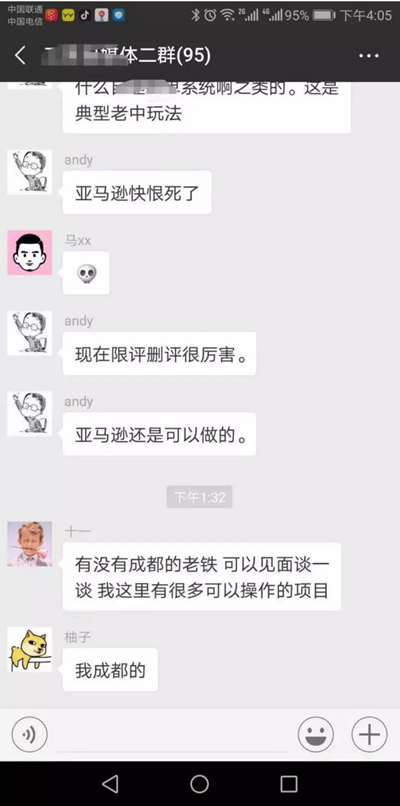 中国联通
中国电信
2G 4G 95% 下午4:05
媒体二群(95)
系统啊之类的。这是
典型老中玩法
andy
亚马逊快恨死了
马xx
andy
现在限评删评很厉害。
andy
亚马逊还是可以做的。
下午1:32
十一
有没有成都的老铁 可以见面谈一
谈 我这里有很多可以操作的项目
柚子
我成都的